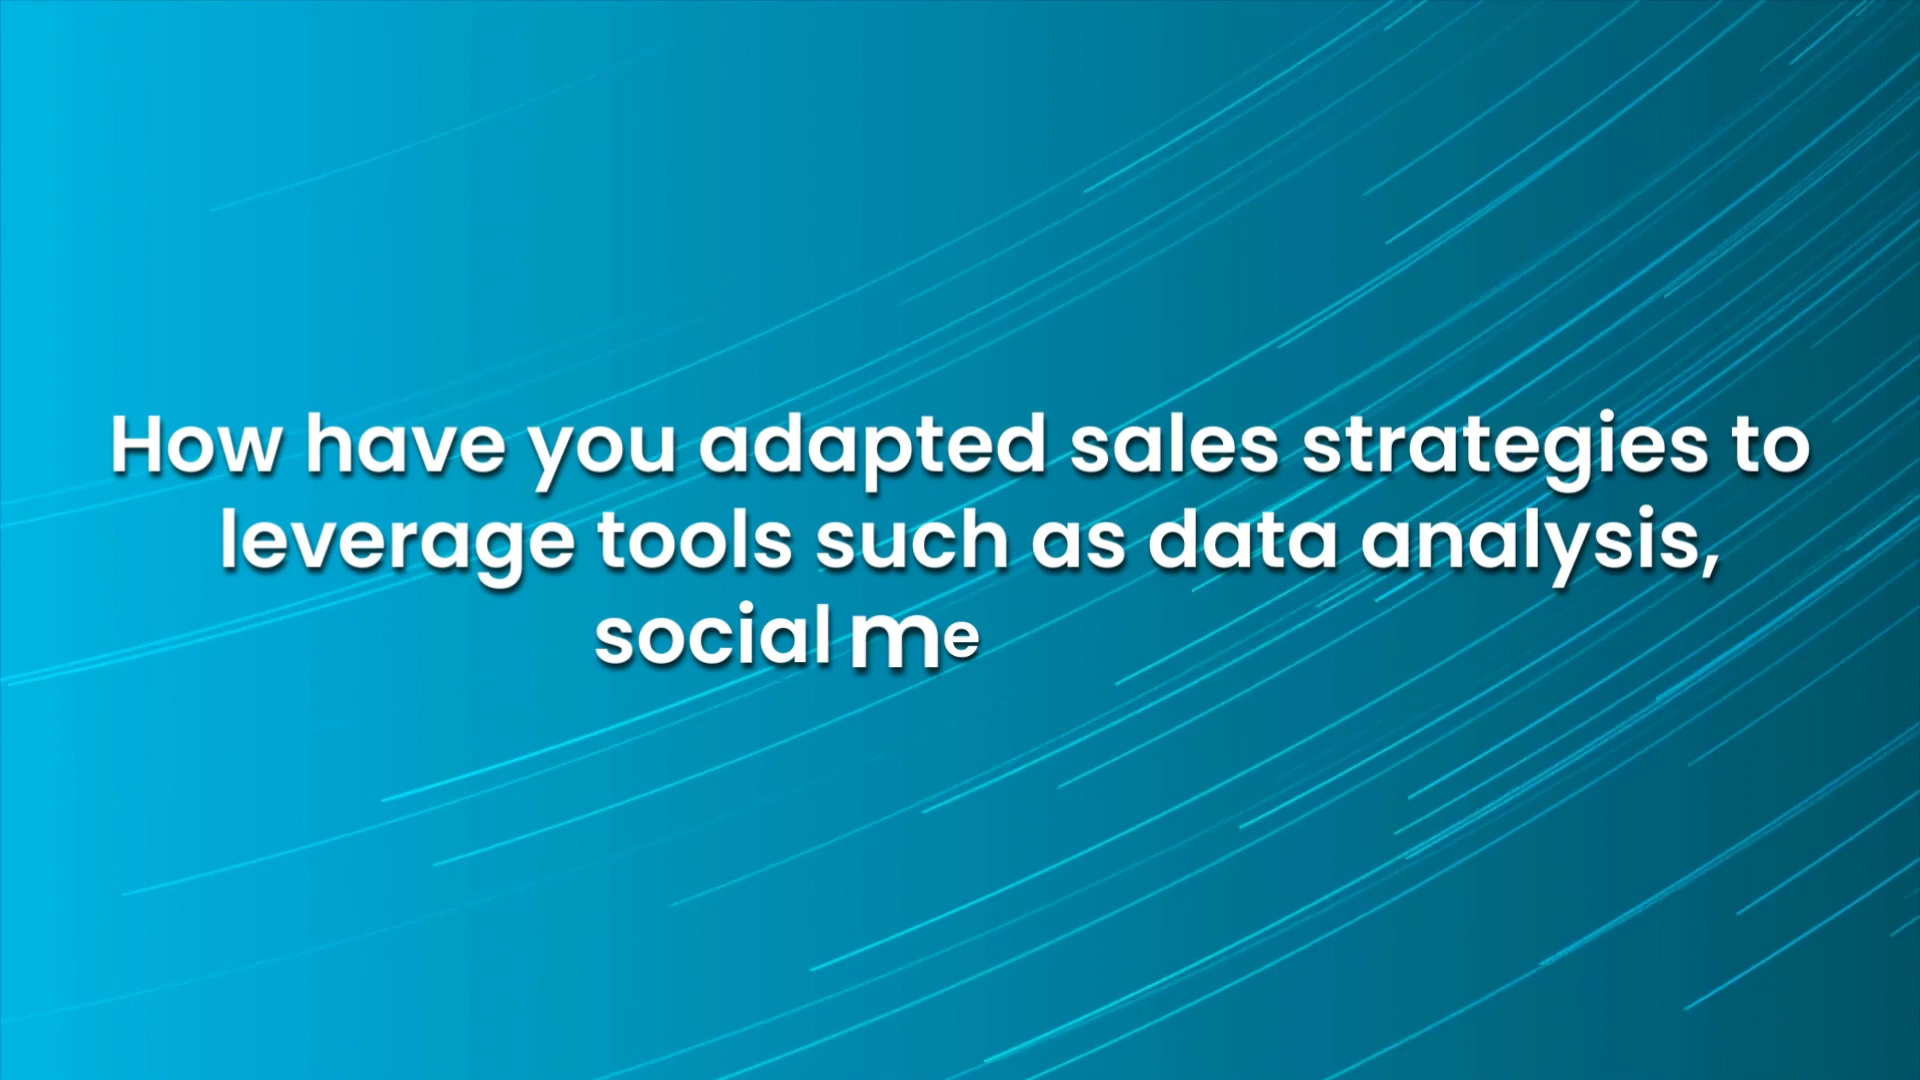 How have you adapted sales strategies to
leverage tools such as data analysis,
social me